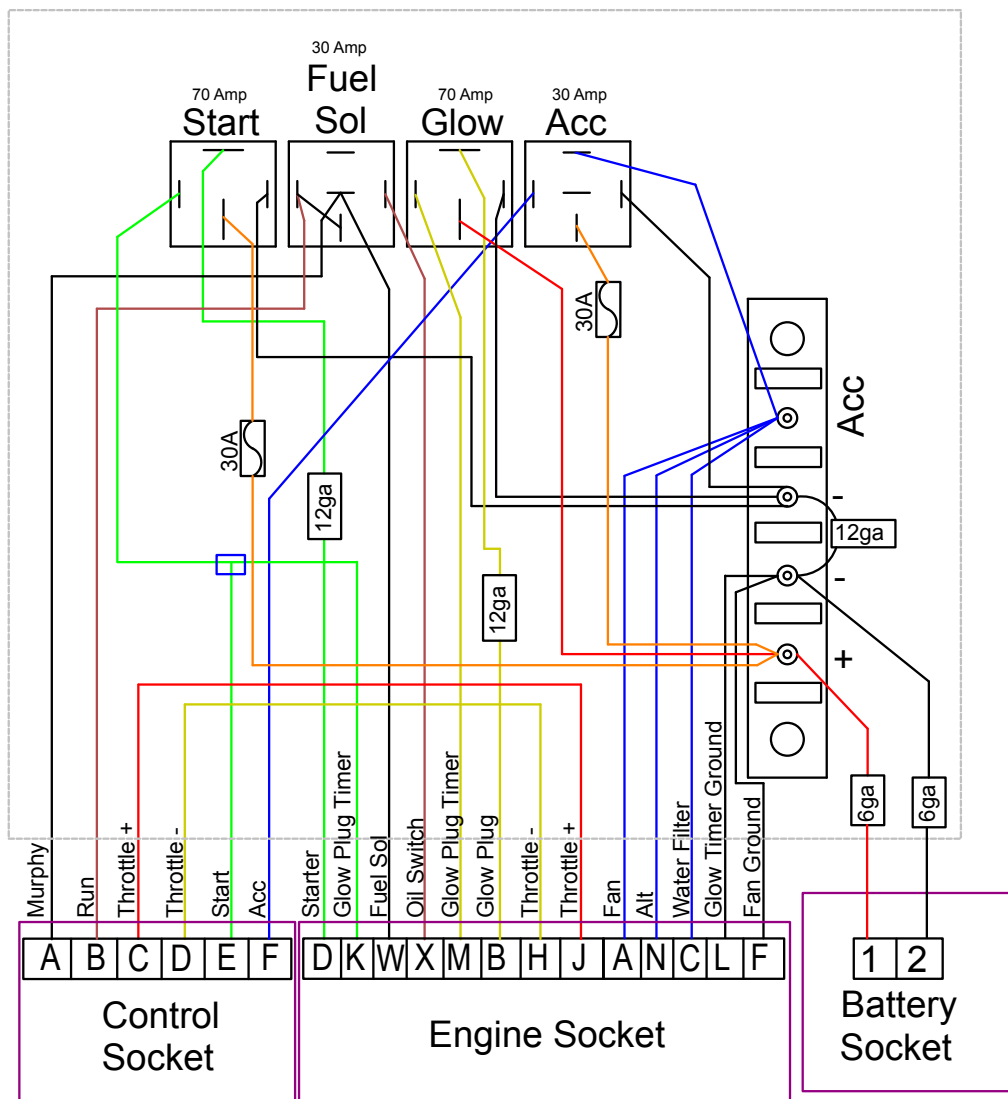 30 Amp
Fuel
Sol
70 Amp
Start
70 Amp
Glow
30 Amp
Acc
30A
30A
Acc
12ga
-
12ga
-
12ga
+
6ga
6ga
Murphy
Run
Throttle +
Throttle -
Start
Acc
Starter
Glow Plug Timer
Fuel Sol
Oil Switch
Glow Plug Timer
Glow Plug
Throttle -
Throttle +
Fan
Alt
Water Filter
Glow Timer Ground
Fan Ground
A B C D E F
D K W X M B H J A N C L F
1 2
Control
Socket
Engine Socket
Battery
Socket